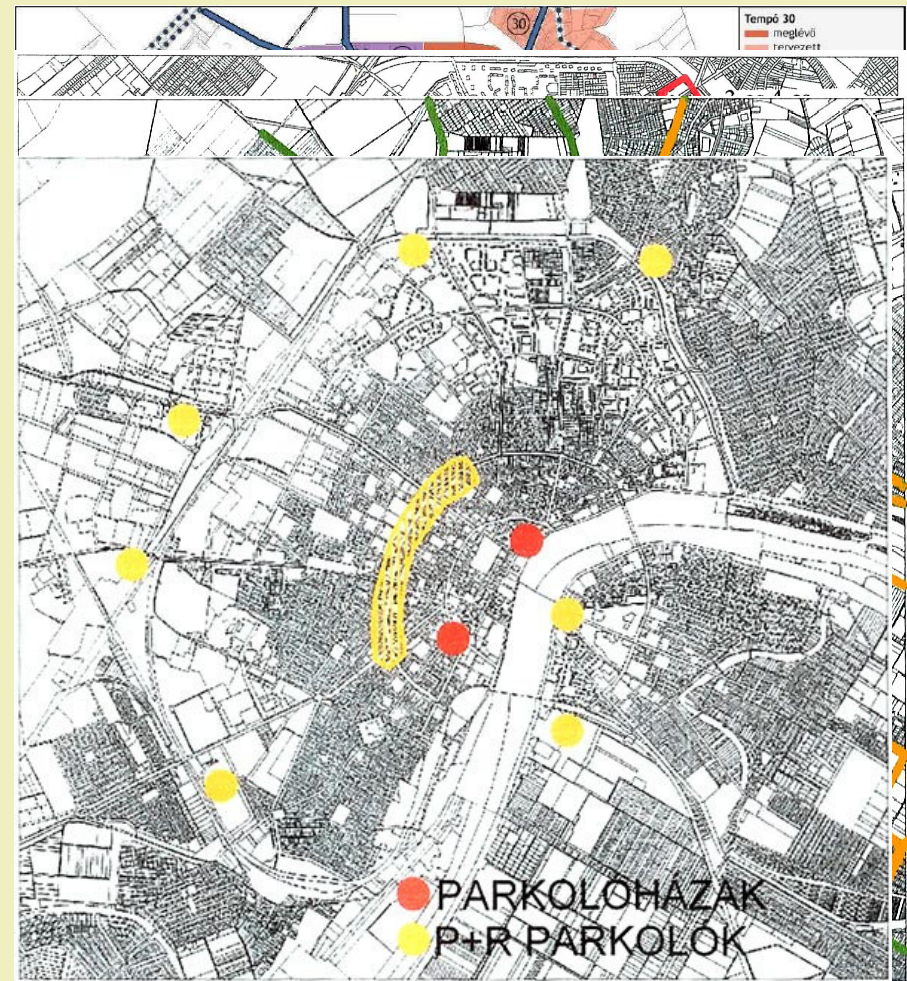 30
Tempó 30
meglévő
tervezett
PARKOLÓHÁZAK
P+R PARKOLÓK